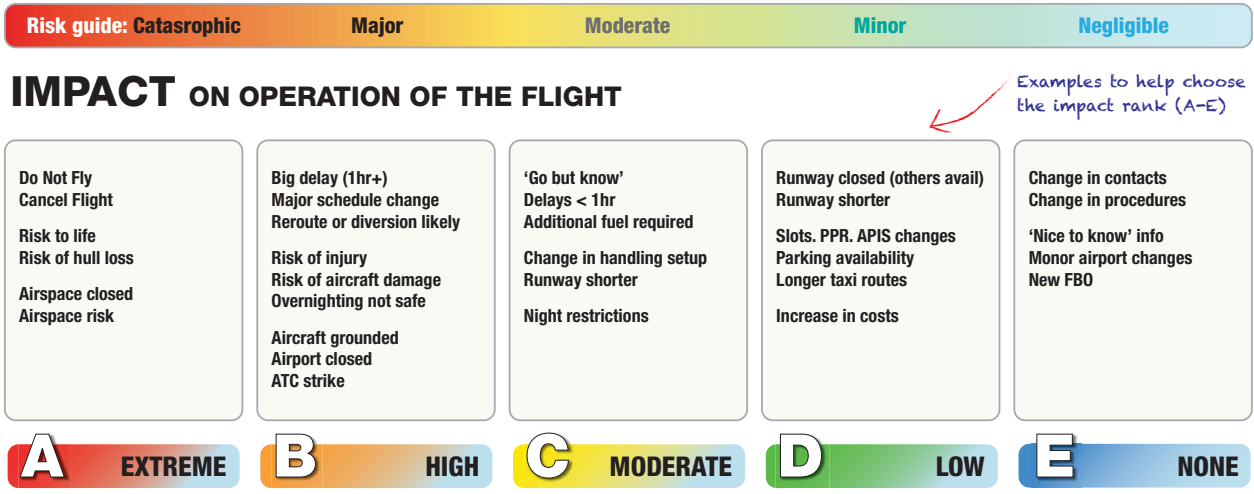 Risk guide: Catasrophic Major Moderate Minor Negligible
IMPACT ON OPERATION OF THE FLIGHT
Examples to help choose
the impact rank (A-E)
Do Not Fly
Cancel Flight
Risk to life
Risk of hull loss
Airspace closed
Airspace risk
Big delay (1hr+)
Major schedule change
Reroute or diversion likely
Risk of injury
Risk of aircraft damage
Overnighting not safe
Aircraft grounded
Airport closed
ATC strike
‘Go but know’
Delays < 1hr
Additional fuel required
Change in handling setup
Runway shorter
Night restrictions
Runway closed (others avail)
Runway shorter
Slots. PPR. APIS changes
Parking availability
Longer taxi routes
Increase in costs
Change in contacts
Change in procedures
‘Nice to know’ info
Monor airport changes
New FBO
A EXTREME
B HIGH
C MODERATE
D LOW
E NONE